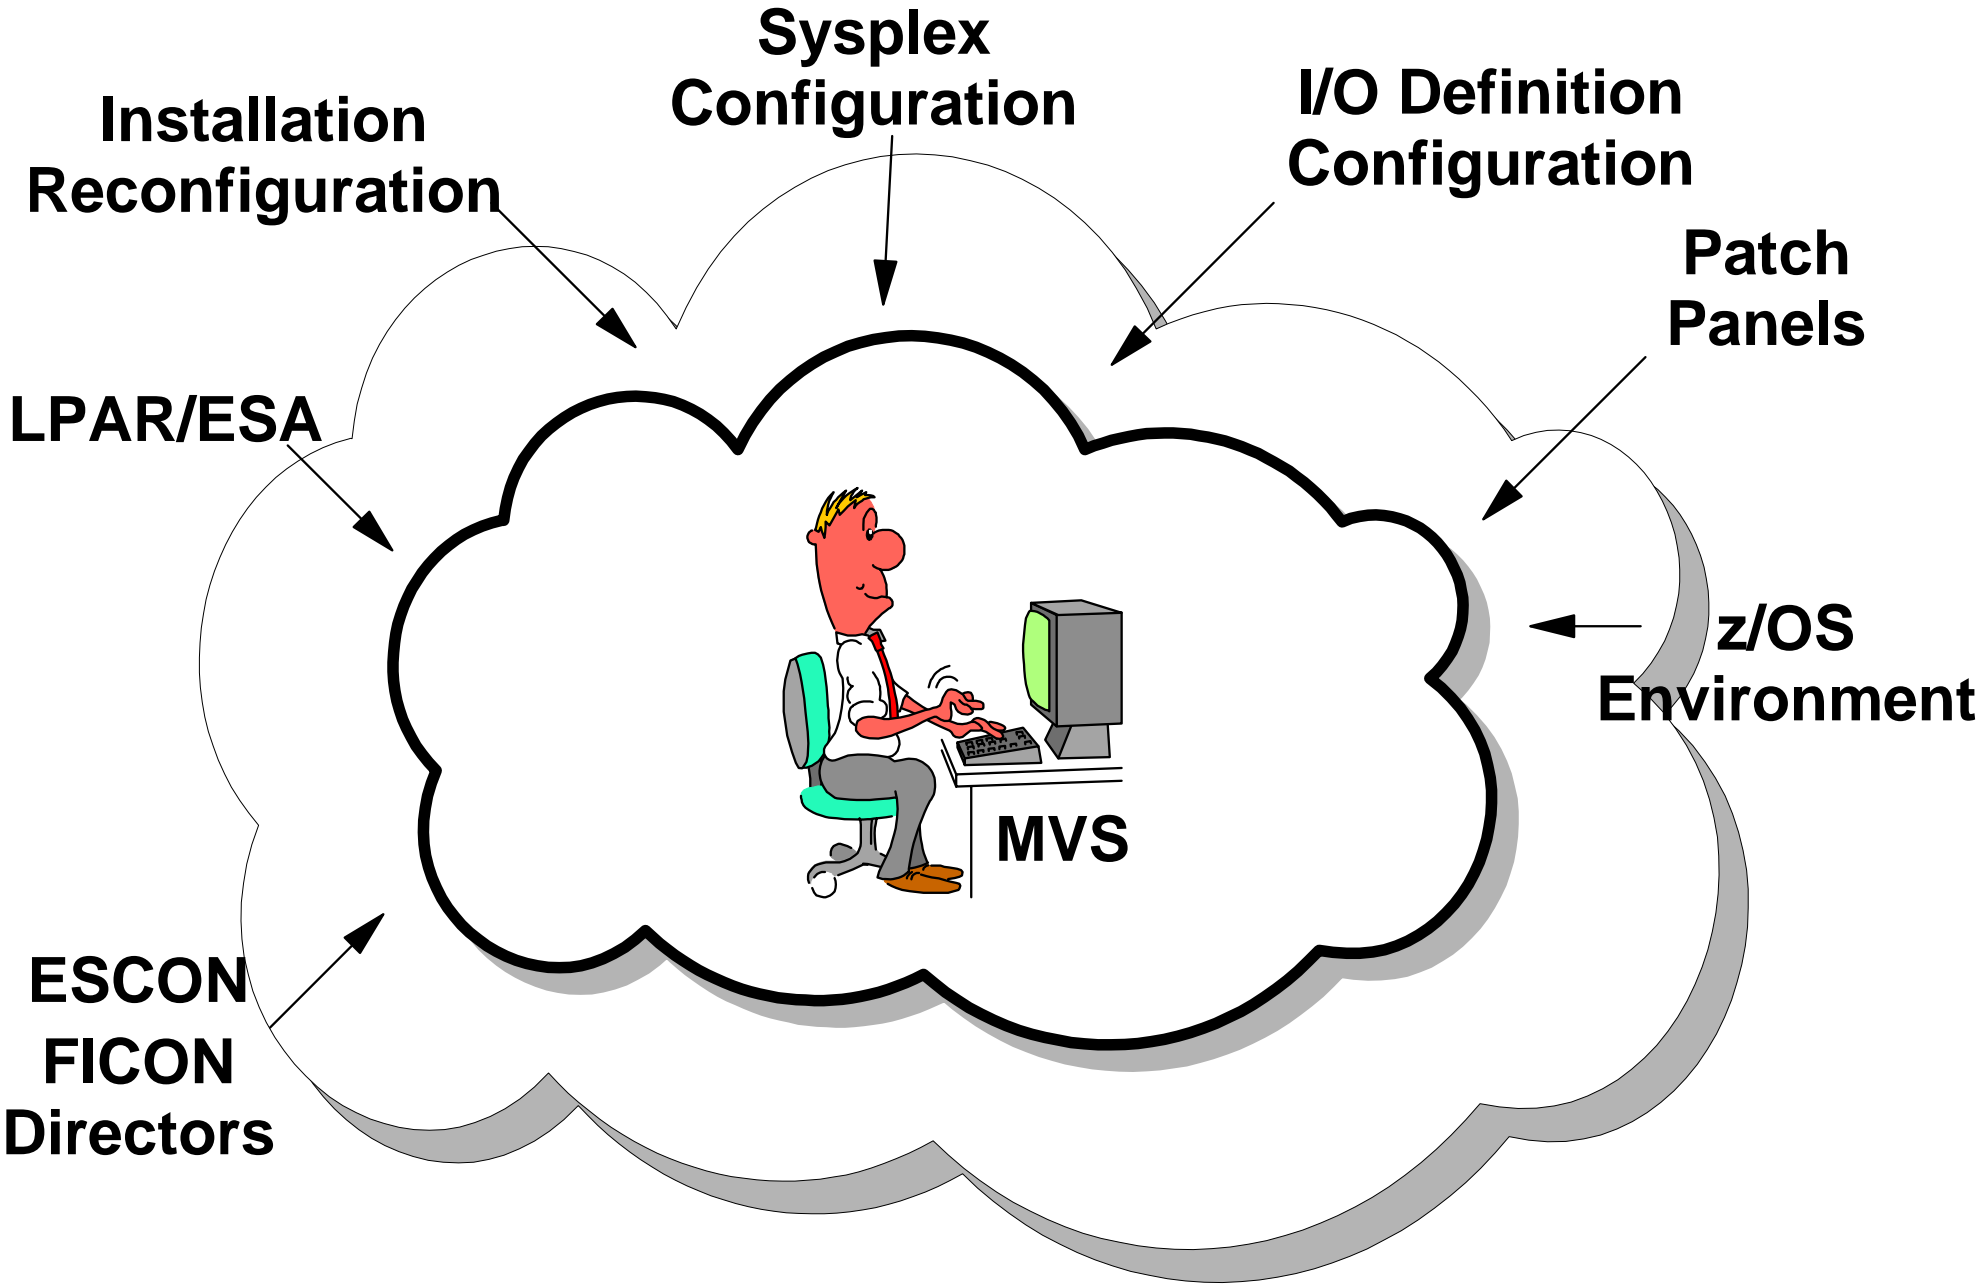 Sysplex
Configuration
Installation
Reconfiguration
I/O Definition
Configuration
Patch
Panels
LPAR/ESA
z/OS
Environment
MVS
ESCON
FICON
Directors